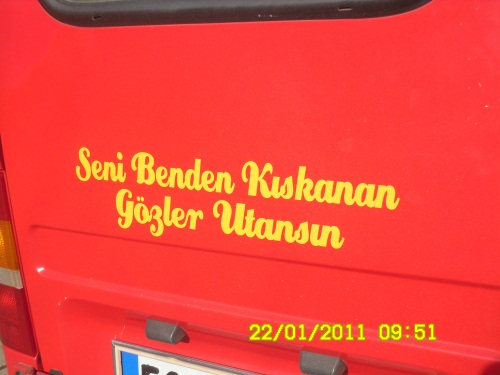 Seni Benden Kıskanan
Gözler Utansın
22/01/2011 09:51